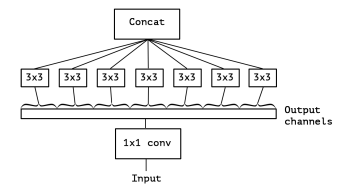 Concat
3x3 3x3 3x3 3x3 3x3 3x3 3x3
Output
channels
1x1 conv
Input